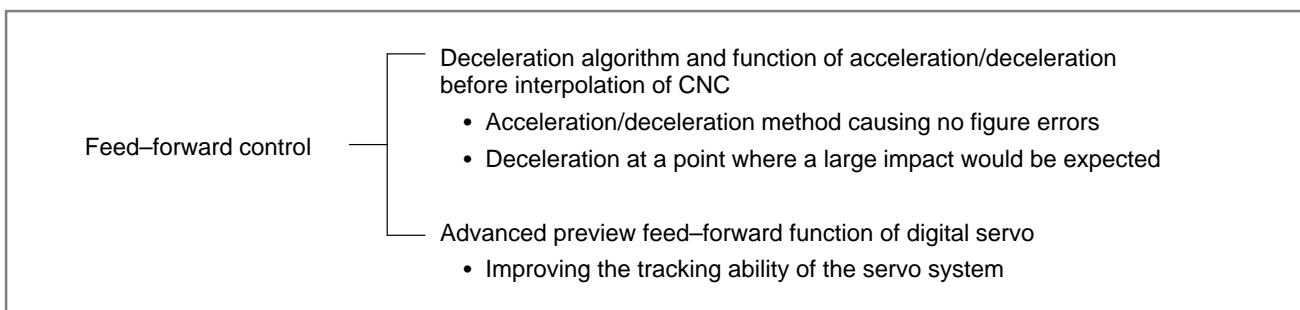 Deceleration algorithm and function of acceleration/deceleration
before interpolation of CNC
• Acceleration/deceleration method causing no figure errors
Feed–forward control
• Deceleration at a point where a large impact would be expected
Advanced preview feed–forward function of digital servo
• Improving the tracking ability of the servo system